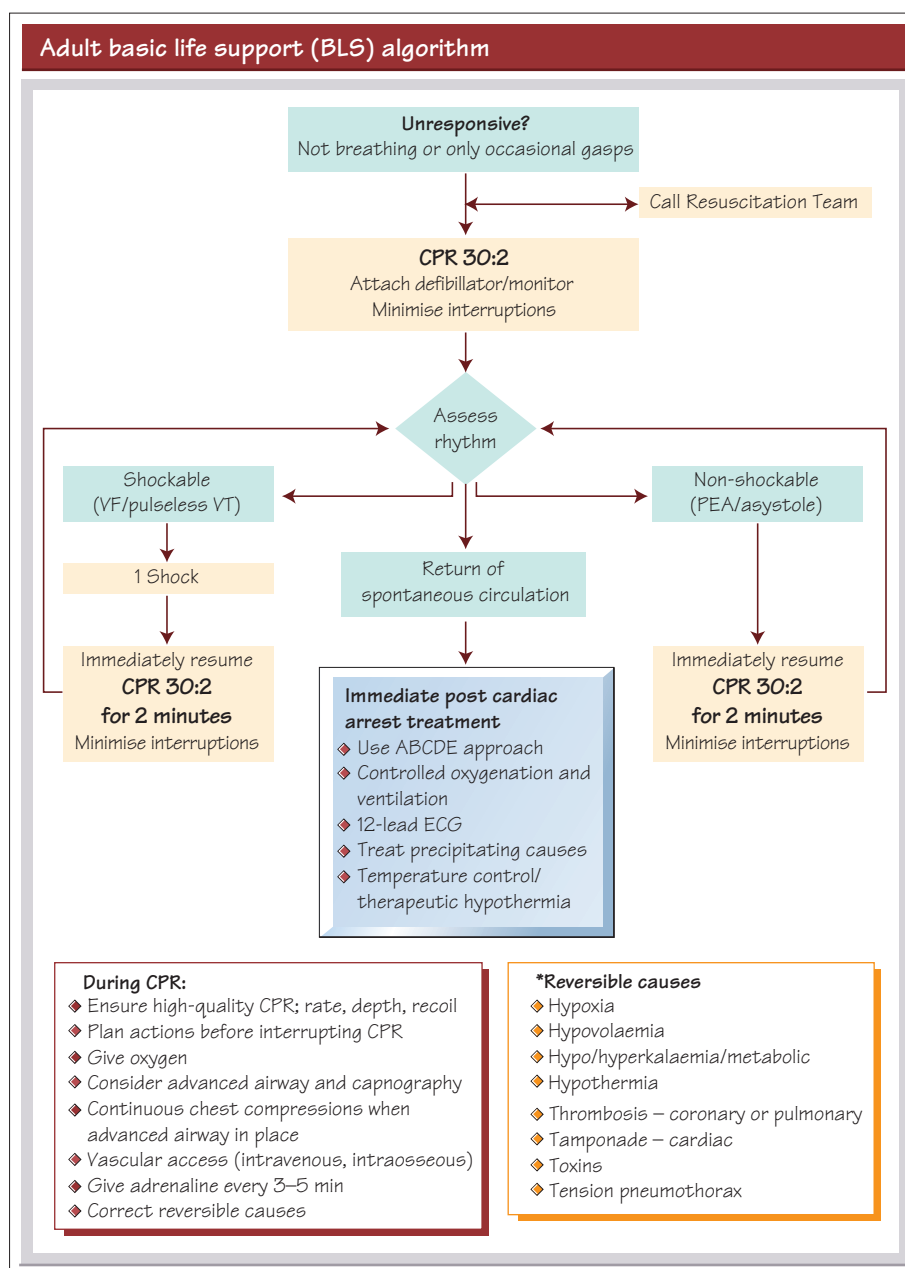 Adult basic life support (BLS) algorithm
Unresponsive?
Not breathing or only occasional gasps
Call Resuscitation Team
CPR 30:2
Attach defibillator/monitor
Minimise interruptions
Assess
rhythm
Shockable
(VF/pulseless VT)
Non-shockable
(PEA/asystole)
1 Shock
Return of
spontaneous circulation
Immediately resume
CPR 30:2
for 2 minutes
Minimise interruptions
Immediate post cardiac
arrest treatment
Use ABCDE approach
Controlled oxygenation and
ventilation
12-lead ECG
Treat precipitating causes
Temperature control/
therapeutic hypothermia
Immediately resume
CPR 30:2
for 2 minutes
Minimise interruptions
During CPR:
Ensure high-quality CPR; rate, depth, recoil
Plan actions before interrupting CPR
Give oxygen
Consider advanced airway and capnography
Continuous chest compressions when
advanced airway in place
Vascular access (intravenous, intraosseous)
Give adrenaline every 3–5 min
Correct reversible causes
*Reversible causes
Hypoxia
Hypovolaemia
Hypo/hyperkalaemia/metabolic
Hypothermia
Thrombosis – coronary or pulmonary
Tamponade – cardiac
Toxins
Tension pneumothorax